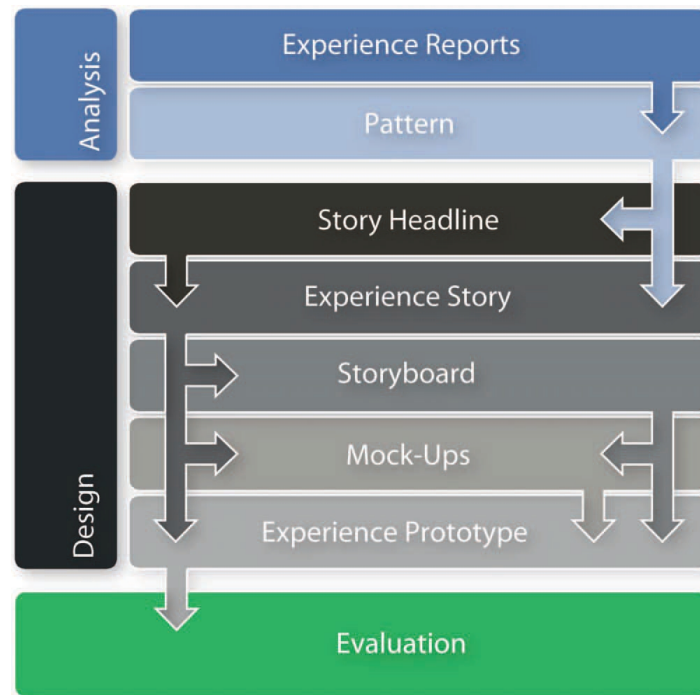 Analysis
Experience Reports
Pattern
Design
Story Headline
Experience Story
Storyboard
Mock-Ups
Experience Prototype
Evaluation